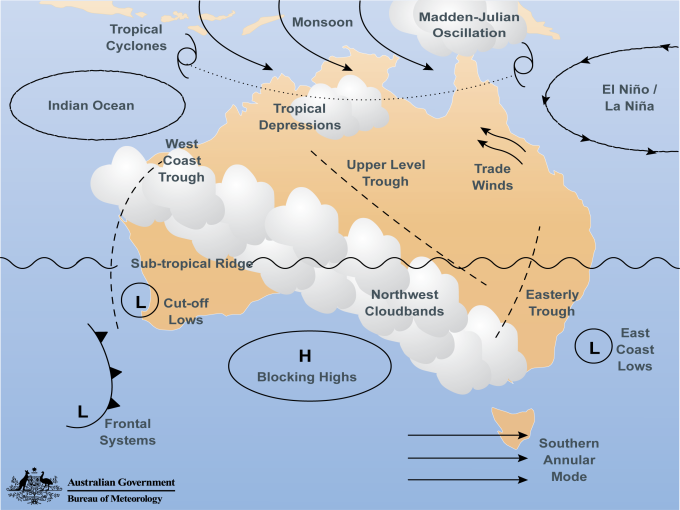 Tropical
Cyclones
Monsoon
Madden-Julian
Oscillation
Indian Ocean
El Niño /
La Niña
Tropical
Depressions
West
Coast
Trough
Upper Level
Trough
Trade
Winds
Sub-tropical Ridge
L
Cut-off
Lows
Northwest
Cloudbands
Easterly
Trough
H
Blocking Highs
L
East
Coast
Lows
L
Frontal
Systems
Southern
Annular
Mode
Australian Government
Bureau of Meteorology